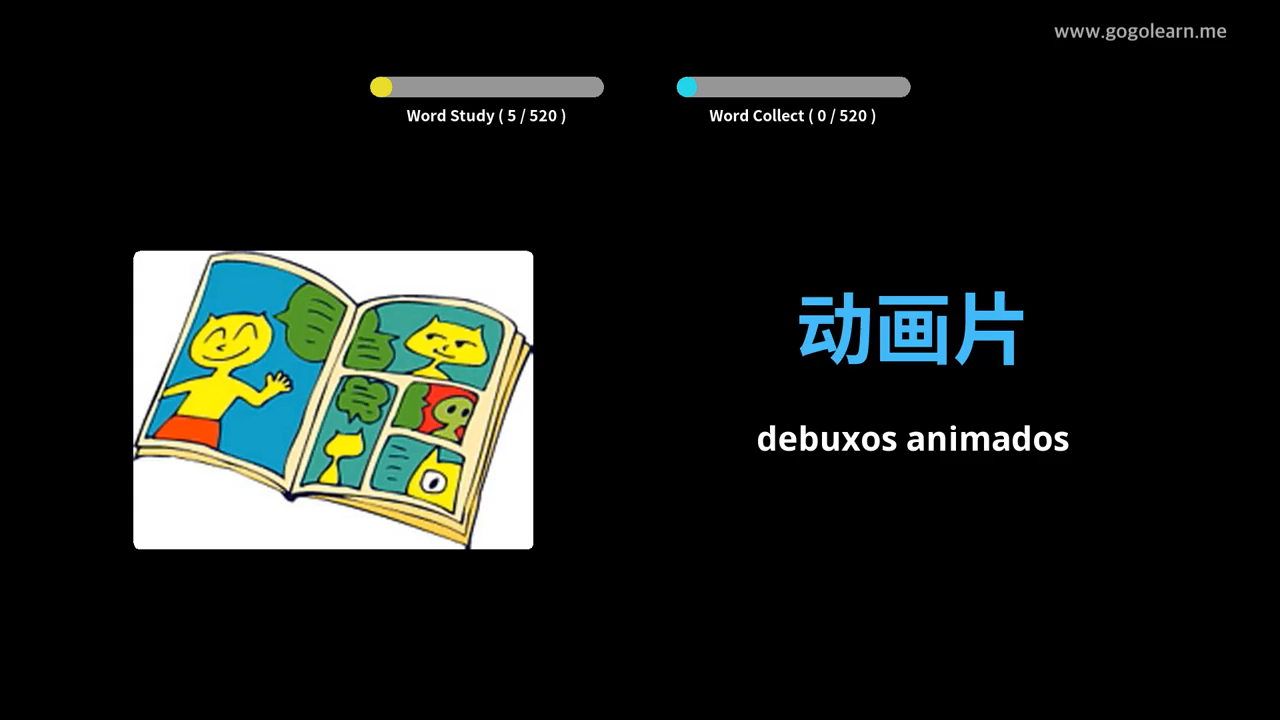 www.gogolearn.me
Word Study ( 5 / 520 )
Word Collect ( 0 / 520 )
动画片
debuxos animados